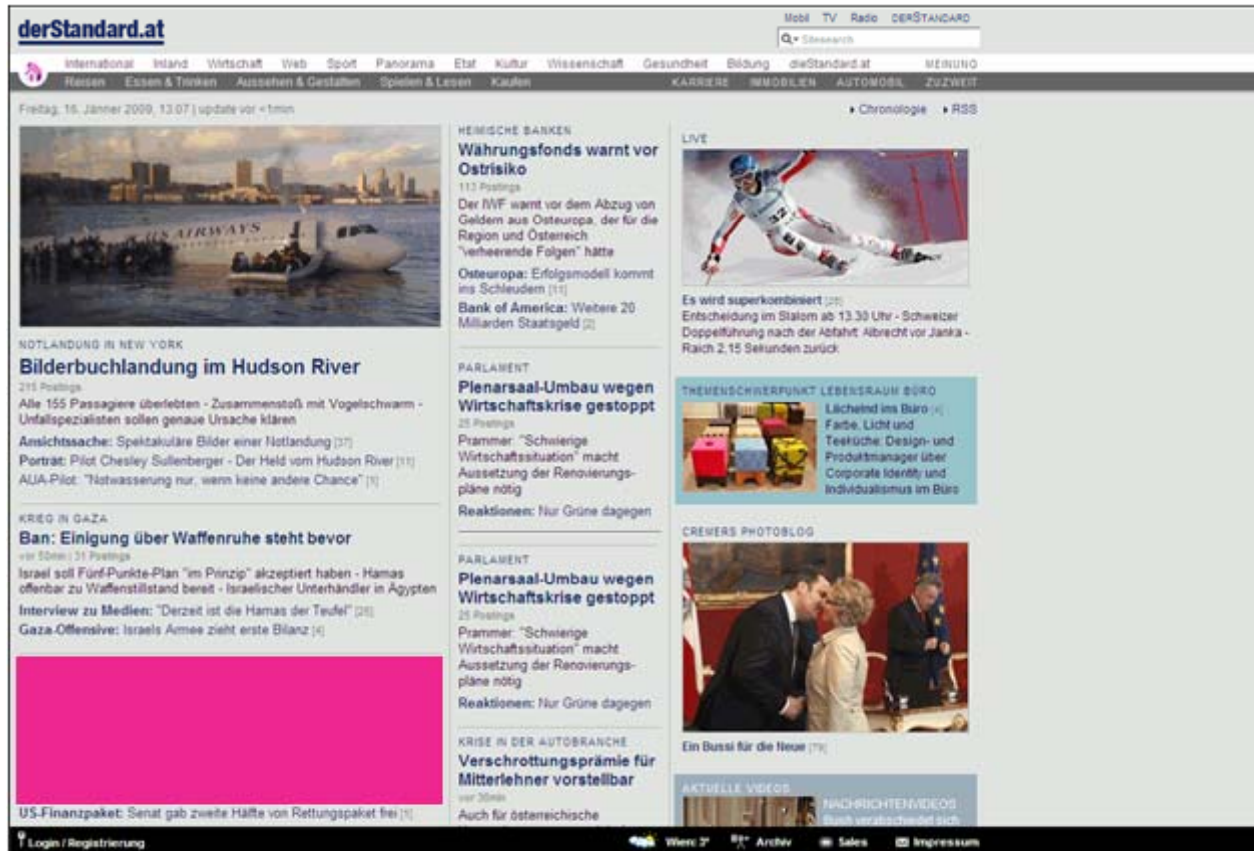 derStandard.at
Mobil TV Radio DERSTANDARD
Sitesearch
International Inland Wirtschaft Web Sport Panorama Etat Kultur Wissenschaft Gesundheit Bildung dieStandard.at MEINUNG
Reisen Essen & Trinken Aussehen & Gestalten Spielen & Lesen Kaufen KARRIERE IMMOBILIEN AUTOMOBIL ZUZWEIT
Freitag, 16. Jänner 2009, 13.07 | update vor <1min
Chronologie RSS
US AIRWAYS
NOTLANDUNG IN NEW YORK
Bilderbuchlandung im Hudson River
215 Postings
Alle 155 Passagiere überlebten - Zusammenstoß mit Vogelschwarm -
Unfallspezialisten sollen genaue Ursache klären
Ansichtssache: Spektakuläre Bilder einer Notlandung [37]
Porträt: Pilot Chesley Sullenberger - Der Held vom Hudson River [11]
AUA-Pilot: "Notwasserung nur, wenn keine andere Chance" [1]
KRIEG IN GAZA
Ban: Einigung über Waffenruhe steht bevor
vor 50min | 31 Postings
Israel soll Fünf-Punkte-Plan "im Prinzip" akzeptiert haben - Hamas
offenbar zu Waffenstillstand bereit - Israelischer Unterhändler in Ägypten
Interview zu Medien: "Derzeit ist die Hamas der Teufel" [25]
Gaza-Offensive: Israels Armee zieht erste Bilanz [4]
US-Finanzpaket: Senat gab zweite Hälfte von Rettungspaket frei [1]
HEIMISCHE BANKEN
Währungsfonds warnt vor
Ostrisiko
113 Postings
Der IWF warnt vor dem Abzug von
Geldern aus Osteuropa, der für die
Region und Österreich
"verheerende Folgen" hätte
Osteuropa: Erfolgsmodell kommt
ins Schleudern [11]
Bank of America: Weitere 20
Milliarden Staatsgeld [2]
PARLAMENT
Plenarsaal-Umbau wegen
Wirtschaftskrise gestoppt
25 Postings
Prammer: "Schwierige
Wirtschaftssituation" macht
Aussetzung der Renovierungs-
pläne nötig
Reaktionen: Nur Grüne dagegen
PARLAMENT
Plenarsaal-Umbau wegen
Wirtschaftskrise gestoppt
25 Postings
Prammer: "Schwierige
Wirtschaftssituation" macht
Aussetzung der Renovierungs-
pläne nötig
Reaktionen: Nur Grüne dagegen
KRISE IN DER AUTOBRANCHE
Verschrottungsprämie für
Mitterlehner vorstellbar
vor 30min
Auch für österreichische
LIVE
32
Es wird superkombiniert [25]
Entscheidung im Slalom ab 13.30 Uhr - Schweizer
Doppelführung nach der Abfahrt: Albrecht vor Janka -
Raich 2,15 Sekunden zurück
THEMENSCHWERPUNKT LEBENSRAUM BÜRO
Lächelnd ins Büro [4]
Farbe, Licht und
Teeküche: Design- und
Produktmanager über
Corporate Identity und
Individualismus im Büro
CREMERS PHOTOBLOG
Ein Bussi für die Neue [79]
AKTUELLE VIDEOS
NACHRICHTENVIDEOS
Bush verabschiedet sich
Login / Registrierung
Wien: 3° Archiv Sales Impressum